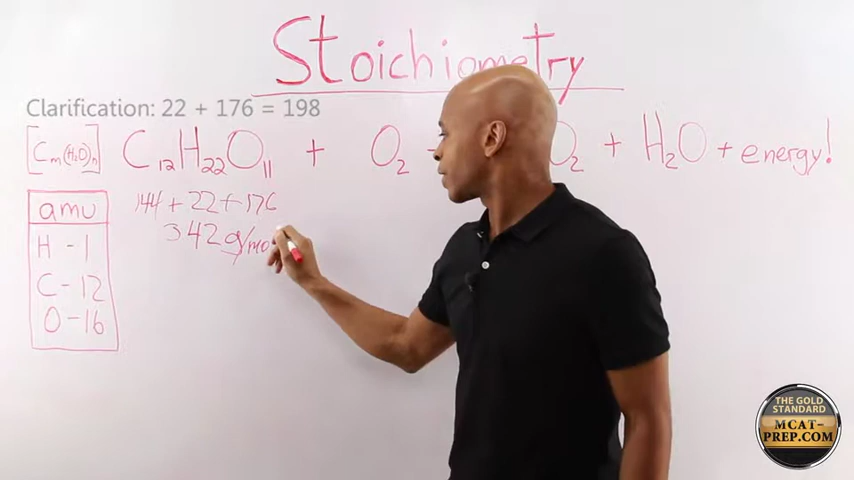 Stoichiometry
Clarification: 22 + 176 = 198
[Cm(H2O)n] C12H22O11 + O2 + O2 + H2O + energy!
amu
144 + 22 + 176
H - 1
342 g/mo
C - 12
O - 16
THE GOLD
STANDARD
MCAT-
PREP.COM